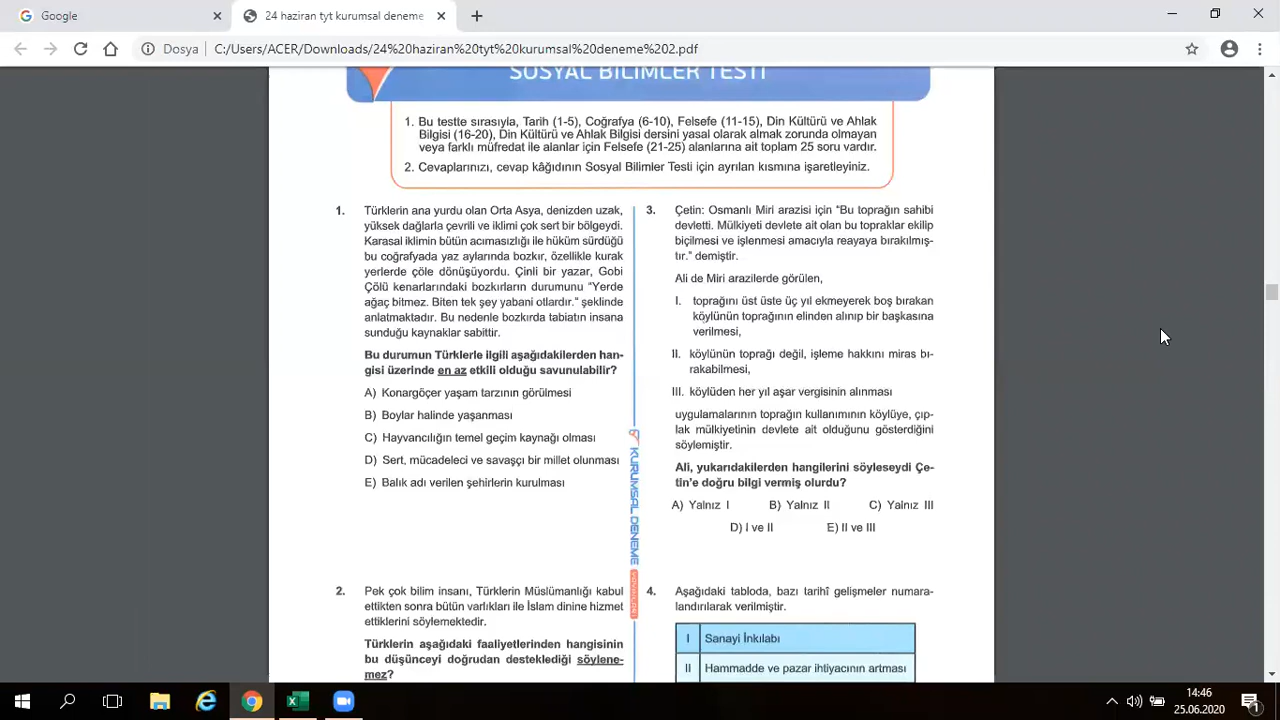 Google
24 haziran tyt kurumsal deneme
Dosya
C:/Users/ACER/Downloads/24%20haziran%20tyt%20kurumsal%20deneme%202.pdf
SOSYAL BİLİMLER TESTİ
1. Bu testte sırasıyla, Tarih (1-5), Coğrafya (6-10), Felsefe (11-15), Din Kültürü ve Ahlak
Bilgisi (16-20), Din Kültürü ve Ahlak Bilgisi dersini yasal olarak almak zorunda olmayan
veya farklı müfredat ile alanlar için Felsefe (21-25) alanlarına ait toplam 25 soru vardır.
2. Cevaplarınızı, cevap kâğıdının Sosyal Bilimler Testi için ayrılan kısmına işaretleyiniz.
1. Türklerin ana yurdu olan Orta Asya, denizden uzak,
yüksek dağlarla çevrili ve iklimi çok sert bir bölgeydi.
Karasal iklimin bütün acımasızlığı ile hüküm sürdüğü
bu coğrafyada yaz aylarında bozkır, özellikle kurak
yerlerde çöle dönüşüyordu. Çinli bir yazar, Gobi
Çölü kenarlarındaki bozkırların durumunu “Yerde
ağaç bitmez. Biten tek şey yabani otlardır.“ şeklinde
anlatmaktadır. Bu nedenle bozkırda tabiatın insana
sunduğu kaynaklar sabittir.
Bu durumun Türklerle ilgili aşağıdakilerden han-
gisi üzerinde en az etkili olduğu savunulabilir?
A) Konargöçer yaşam tarzının görülmesi
B) Boylar halinde yaşanması
C) Hayvancılığın temel geçim kaynağı olması
D) Sert, mücadeleci ve savaşçı bir millet olunması
E) Balık adı verilen şehirlerin kurulması
2. Pek çok bilim insanı, Türklerin Müslümanlığı kabul
ettikten sonra bütün varlıkları ile İslam dinine hizmet
ettiklerini söylemektedir.
Türklerin aşağıdaki faaliyetlerinden hangisinin
bu düşünceyi doğrudan desteklediği söylene-
mez?
KURUMSAL DENEME
3. Çetin: Osmanlı Miri arazisi için “Bu toprağın sahibi
devletti. Mülkiyeti devlete ait olan bu topraklar ekilip
biçilmesi ve işlenmesi amacıyla reayaya bırakılmış-
tır.” demiştir.
Ali de Miri arazilerde görülen,
I. toprağını üst üste üç yıl ekmeyerek boş bırakan
köylünün toprağının elinden alınıp bir başkasına
verilmesi,
II. köylünün toprağı değil, işleme hakkını miras bı-
rakabilmesi,
III. köylüden her yıl aşar vergisinin alınması
uygulamalarının toprağın kullanımının köylüye, çıp-
lak mülkiyetinin devlete ait olduğunu gösterdiğini
söylemiştir.
Ali, yukarıdakilerden hangilerini söyleseydi Çe-
tin’e doğru bilgi vermiş olurdu?
A) Yalnız I B) Yalnız II C) Yalnız III
D) I ve II E) II ve III
4. Aşağıdaki tabloda, bazı tarihî gelişmeler numara-
landırılarak verilmiştir.
I Sanayi İnkılabı
II Hammadde ve pazar ihtiyacının artması
14:46
25.06.2020
1